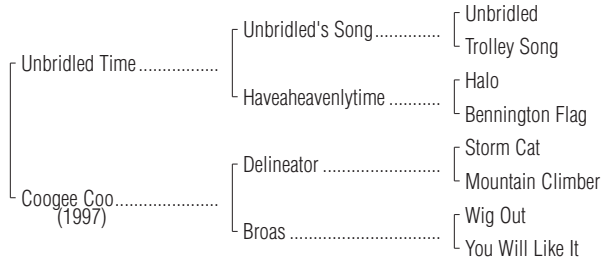 Unbridled
Unbridled's Song..............
Trolley Song
Unbridled Time.................
Halo
Haveaheavenlytime...........
Bennington Flag
Storm Cat
Delineator.........................
Mountain Climber
Coogee Coo......................
(1997)
Wig Out
Broas................................
You Will Like It